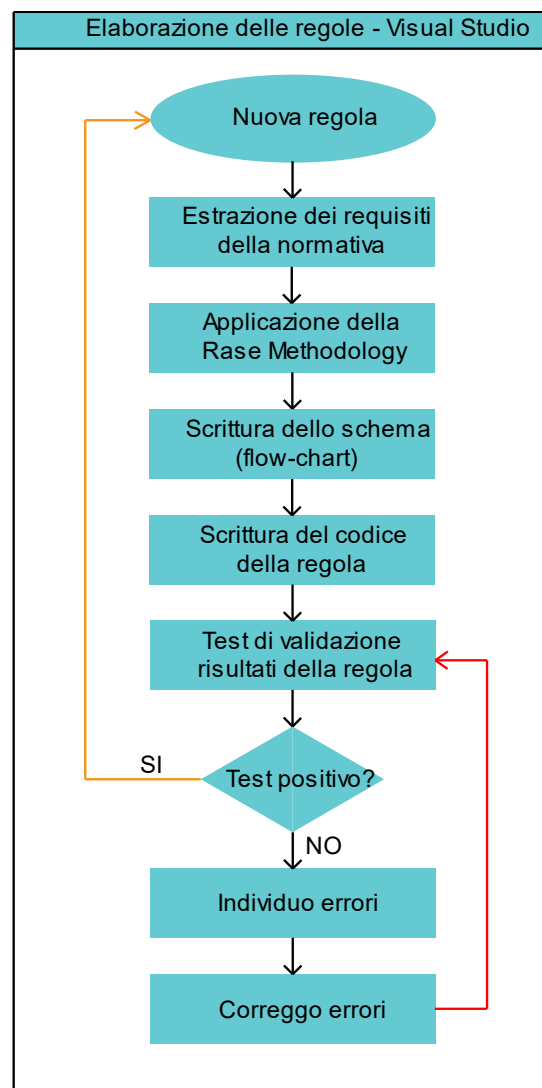 Elaborazione delle regole - Visual Studio
Nuova regola
Estrazione dei requisiti
della normativa
Applicazione della
Rase Methodology
Scrittura dello schema
(flow-chart)
Scrittura del codice
della regola
Test di validazione
risultati della regola
SI
Test positivo?
NO
Individuo errori
Correggo errori